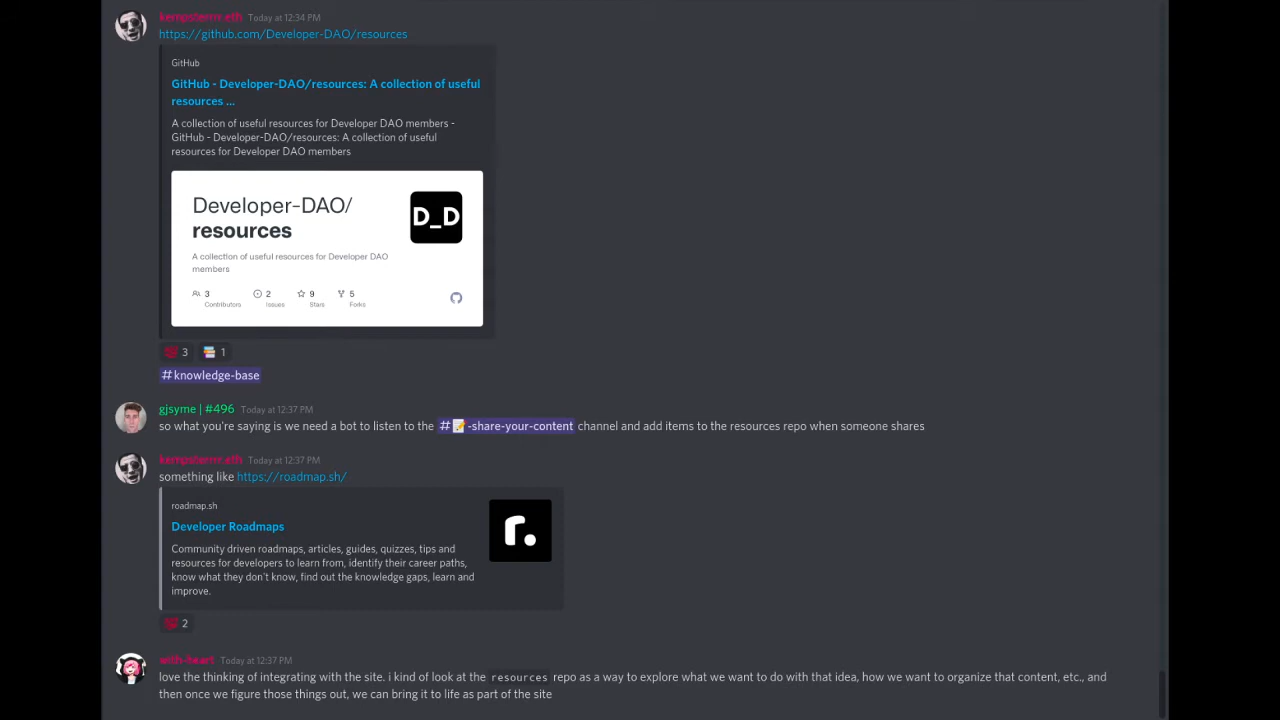 kempsterrr.eth Today at 12:34 PM
https://github.com/Developer-DAO/resources
GitHub
GitHub - Developer-DAO/resources: A collection of useful
resources ...
A collection of useful resources for Developer DAO members -
GitHub - Developer-DAO/resources: A collection of useful
resources for Developer DAO members
Developer-DAO/
resources
D_D
A collection of useful resources for Developer DAO
members
3 2 9 5
Contributors Issues Stars Forks
3 1
#knowledge-base
gjsyme | #496 Today at 12:37 PM
so what you're saying is we need a bot to listen to the #📝-share-your-content channel and add items to the resources repo when someone shares
kempsterrr.eth Today at 12:37 PM
something like https://roadmap.sh/
roadmap.sh
Developer Roadmaps
r.
Community driven roadmaps, articles, guides, quizzes, tips and
resources for developers to learn from, identify their career paths,
know what they don't know, find out the knowledge gaps, learn and
improve.
2
with-heart Today at 12:37 PM
love the thinking of integrating with the site. i kind of look at the resources repo as a way to explore what we want to do with that idea, how we want to organize that content, etc., and
then once we figure those things out, we can bring it to life as part of the site